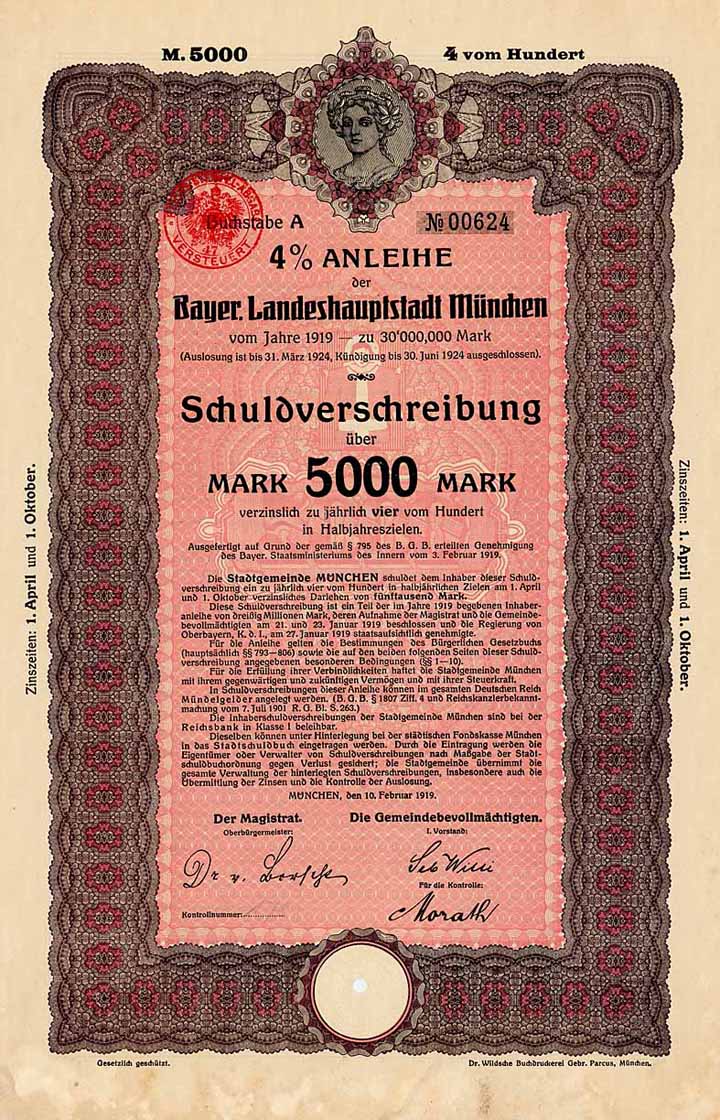 M. 5000
4 vom Hundert
VERSTEUERT
Buchstabe A
№ 00624
4% ANLEIHE
der
Bayer. Landeshauptstadt München
vom Jahre 1919 — zu 30'000,000 Mark
(Auslosung ist bis 31. März 1924, Kündigung bis 30. Juni 1924 ausgeschlossen).
Schuldverschreibung
über
MARK 5000 MARK
verzinslich zu jährlich vier vom Hundert
in Halbjahreszielen.
Ausgefertigt auf Grund der gemäß § 795 des B. G. B. erteilten Genehmigung
des Bayer. Staatsministeriums des Innern vom 3. Februar 1919.
Die Stadtgemeinde MÜNCHEN schuldet dem Inhaber dieser Schuld-
verschreibung ein zu jährlich vier vom Hundert in halbjährlichen Zielen am 1. April
und 1. Oktober verzinsliches Darlehen von fünftausend Mark.
Diese Schuldverschreibung ist ein Teil der im Jahre 1919 begebenen Inhaber-
anleihe von dreißig Millionen Mark, deren Aufnahme der Magistrat und die Gemeinde-
bevollmächtigten am 21. und 23. Januar 1919 beschlossen und die Regierung von
Oberbayern, K. d. I., am 27. Januar 1919 staatsaufsichtlich genehmigte.
Für die Anleihe gelten die Bestimmungen des Bürgerlichen Gesetzbuchs
(hauptsächlich §§ 793—806) sowie die auf den beiden folgenden Seiten dieser Schuld-
verschreibung angegebenen besonderen Bedingungen (§§ 1—10).
Für die Erfüllung ihrer Verbindlichkeiten haftet die Stadtgemeinde München
mit ihrem gegenwärtigen und zukünftigen Vermögen und mit ihrer Steuerkraft.
In Schuldverschreibungen dieser Anleihe können im gesamten Deutschen Reich
Mündelgelder angelegt werden. (B. G. B. § 1807 Ziff. 4 und Reichskanzlerbekannt-
machung vom 7. Juli 1901 R. G. Bl. S. 263.)
Die Inhaberschuldverschreibungen der Stadtgemeinde München sind bei der
Reichsbank in Klasse I beleihbar.
Dieselben können unter Hinterlegung bei der städtischen Fondskasse München
in das Stadtschuldbuch eingetragen werden. Durch die Eintragung werden die
Eigentümer oder Verwalter von Schuldverschreibungen nach Maßgabe der Stadt-
schuldbuchordnung gegen Verlust gesichert; die Stadtgemeinde übernimmt die
gesamte Verwaltung der hinterlegten Schuldverschreibungen, insbesondere auch die
Übermittlung der Zinsen und die Kontrolle der Auslosung.
MÜNCHEN, den 10. Februar 1919.
Der Magistrat.
Oberbürgermeister:
Dr. v. Borscht
Kontrollnummer:
Die Gemeindebevollmächtigten.
I. Vorstand:
Für die Kontrolle:
Morath
Zinszeiten: 1. April und 1. Oktober.
Zinszeiten: 1. April und 1. Oktober.
Gesetzlich geschützt.
Dr. Wildsche Buchdruckerei Gebr. Parcus, München.